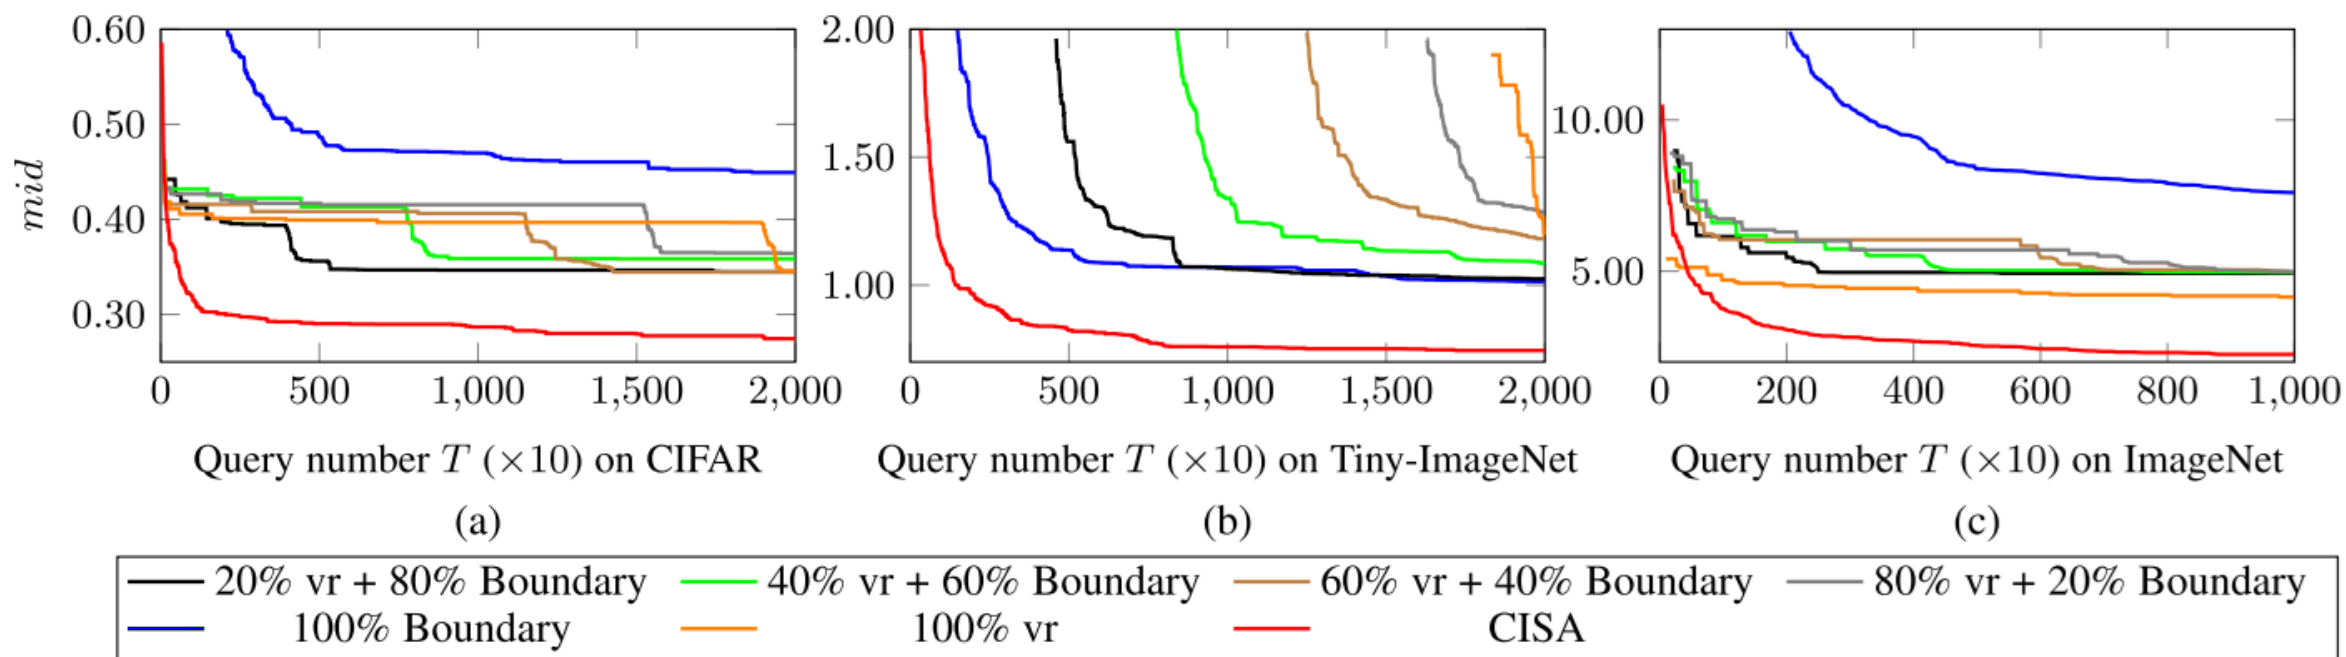 0.60
0.50
0.40
0.30
mid
0 500 1,000 1,500 2,000
Query number T (×10) on CIFAR
(a)
2.00
1.50
1.00
0 500 1,000 1,500 2,000
Query number T (×10) on Tiny-ImageNet
(b)
10.00
5.00
0 200 400 600 800 1,000
Query number T (×10) on ImageNet
(c)
20% vr + 80% Boundary 40% vr + 60% Boundary 60% vr + 40% Boundary 80% vr + 20% Boundary
100% Boundary 100% vr CISA